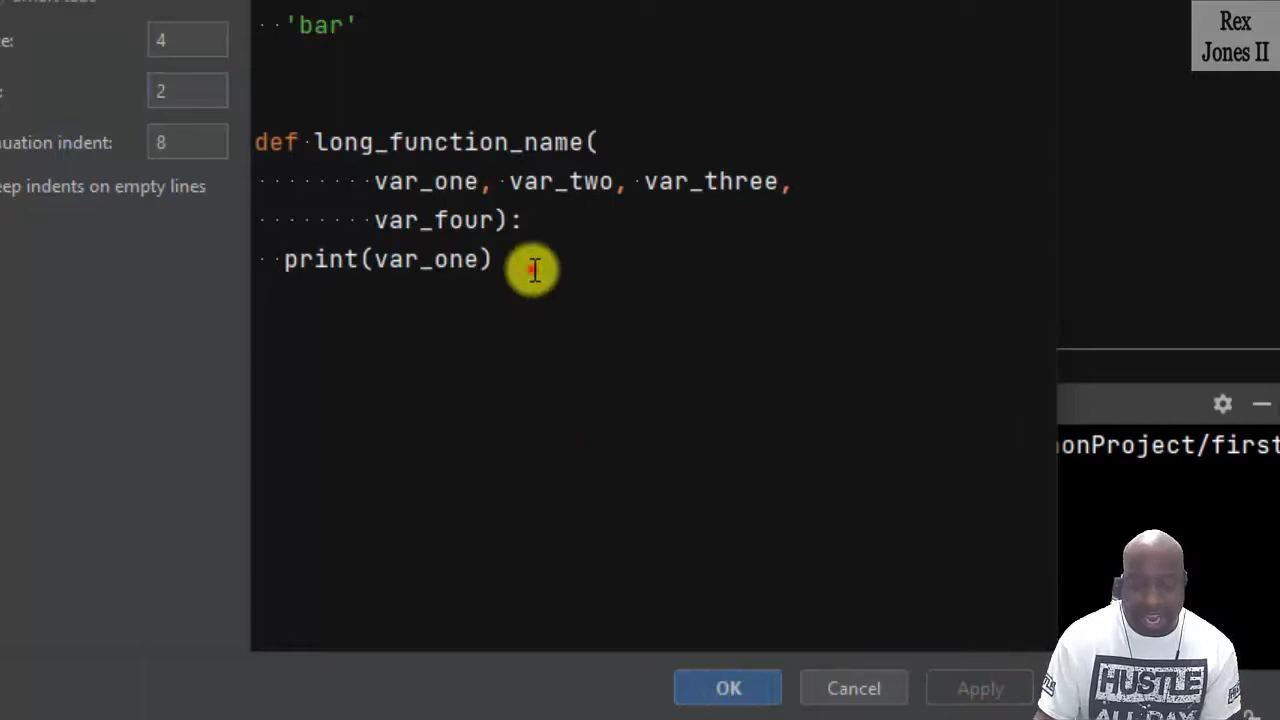 4
2
8
uation indent:
eep indents on empty lines
'bar'
def long_function_name(
var_one, var_two, var_three,
var_four):
print(var_one)
OK
Cancel
Apply
Rex
Jones II
onProject/first
HUSTLE
ALL DAY